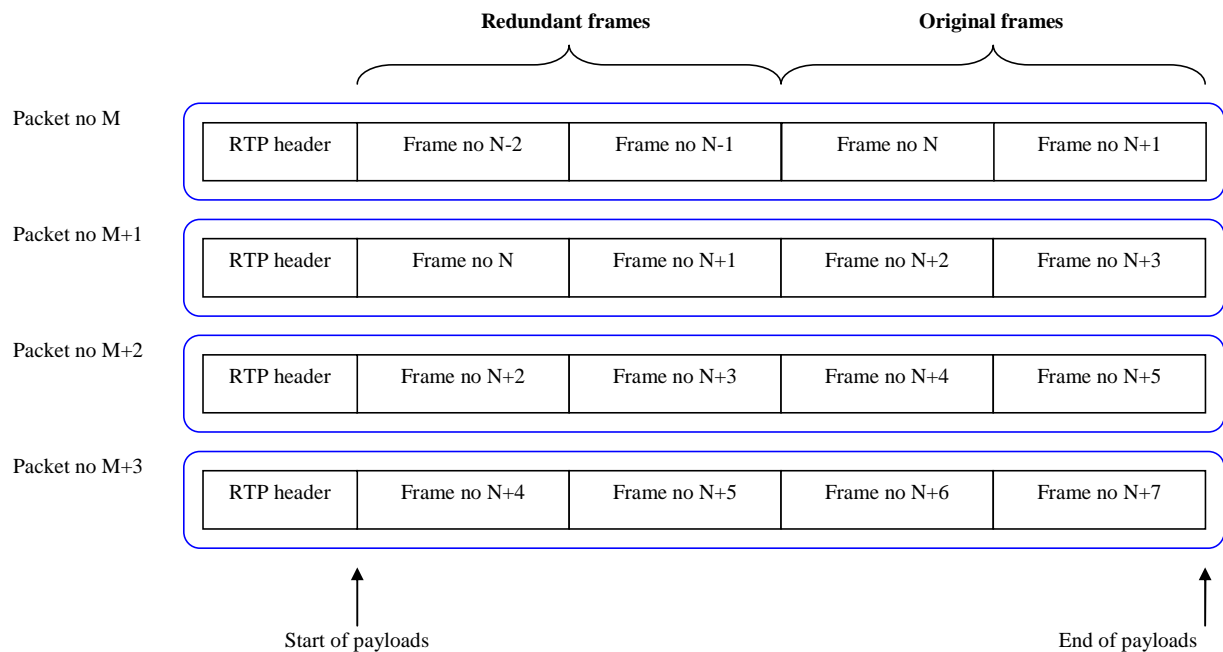 Redundant frames
Original frames
Packet no M
RTP header
Frame no N-2
Frame no N-1
Frame no N
Frame no N+1
Packet no M+1
RTP header
Frame no N
Frame no N+1
Frame no N+2
Frame no N+3
Packet no M+2
RTP header
Frame no N+2
Frame no N+3
Frame no N+4
Frame no N+5
Packet no M+3
RTP header
Frame no N+4
Frame no N+5
Frame no N+6
Frame no N+7
Start of payloads
End of payloads